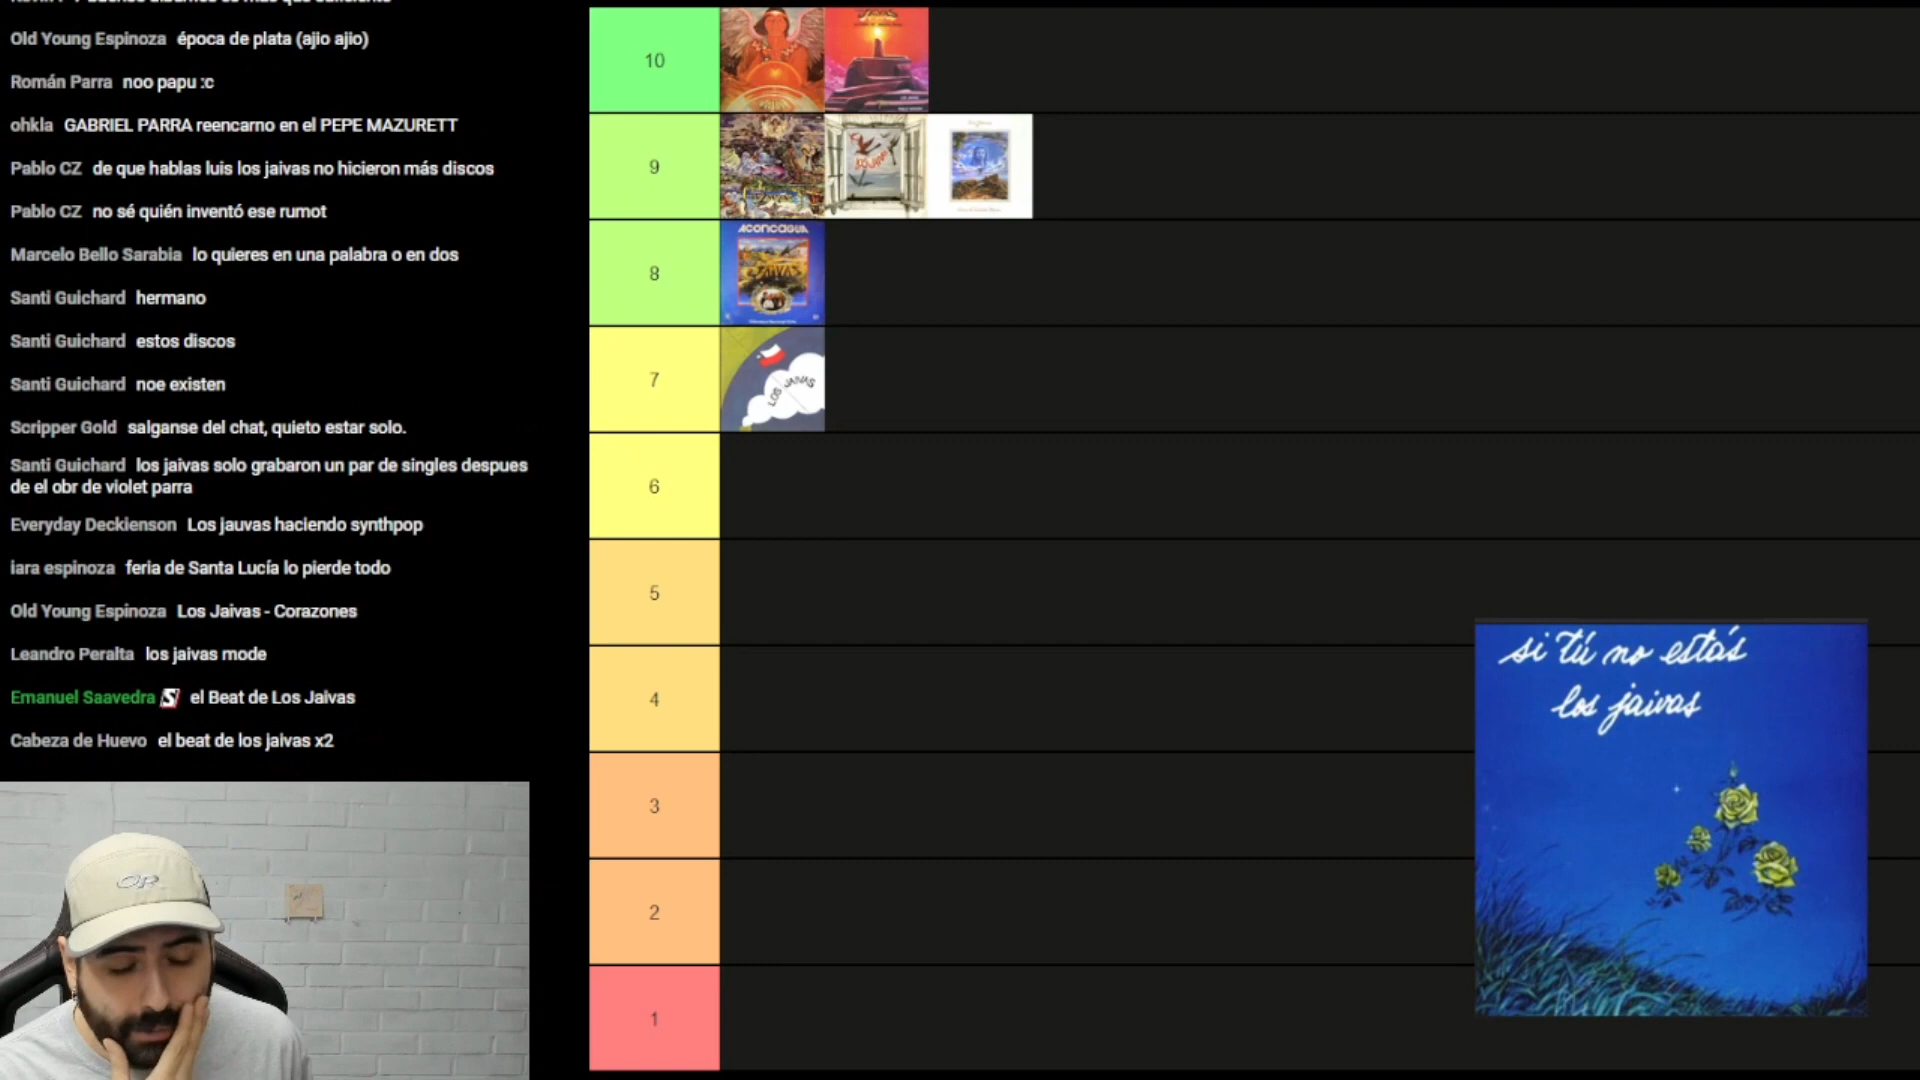 Old Young Espinoza época de plata (ajio ajio)
Román Parra noo papu :c
ohkla GABRIEL PARRA reencarno en el PEPE MAZURETT
Pablo CZ de que hablas luis los jaivas no hicieron más discos
Pablo CZ no sé quién inventó ese rumot
Marcelo Bello Sarabia lo quieres en una palabra o en dos
Santi Guichard hermano
Santi Guichard estos discos
Santi Guichard noe existen
Scripper Gold salganse del chat, quieto estar solo.
Santi Guichard los jaivas solo grabaron un par de singles despues
de el obr de violet parra
Everyday Deckienson Los jauvas haciendo synthpop
iara espinoza feria de Santa Lucía lo pierde todo
Old Young Espinoza Los Jaivas - Corazones
Leandro Peralta los jaivas mode
Emanuel Saavedra S el Beat de Los Jaivas
Cabeza de Huevo el beat de los jaivas x2
10
9
8
ACONCAGUA
JAIVAS
7
LOS JAIVAS
6
5
4
3
2
1
si tú no estás
los jaivas